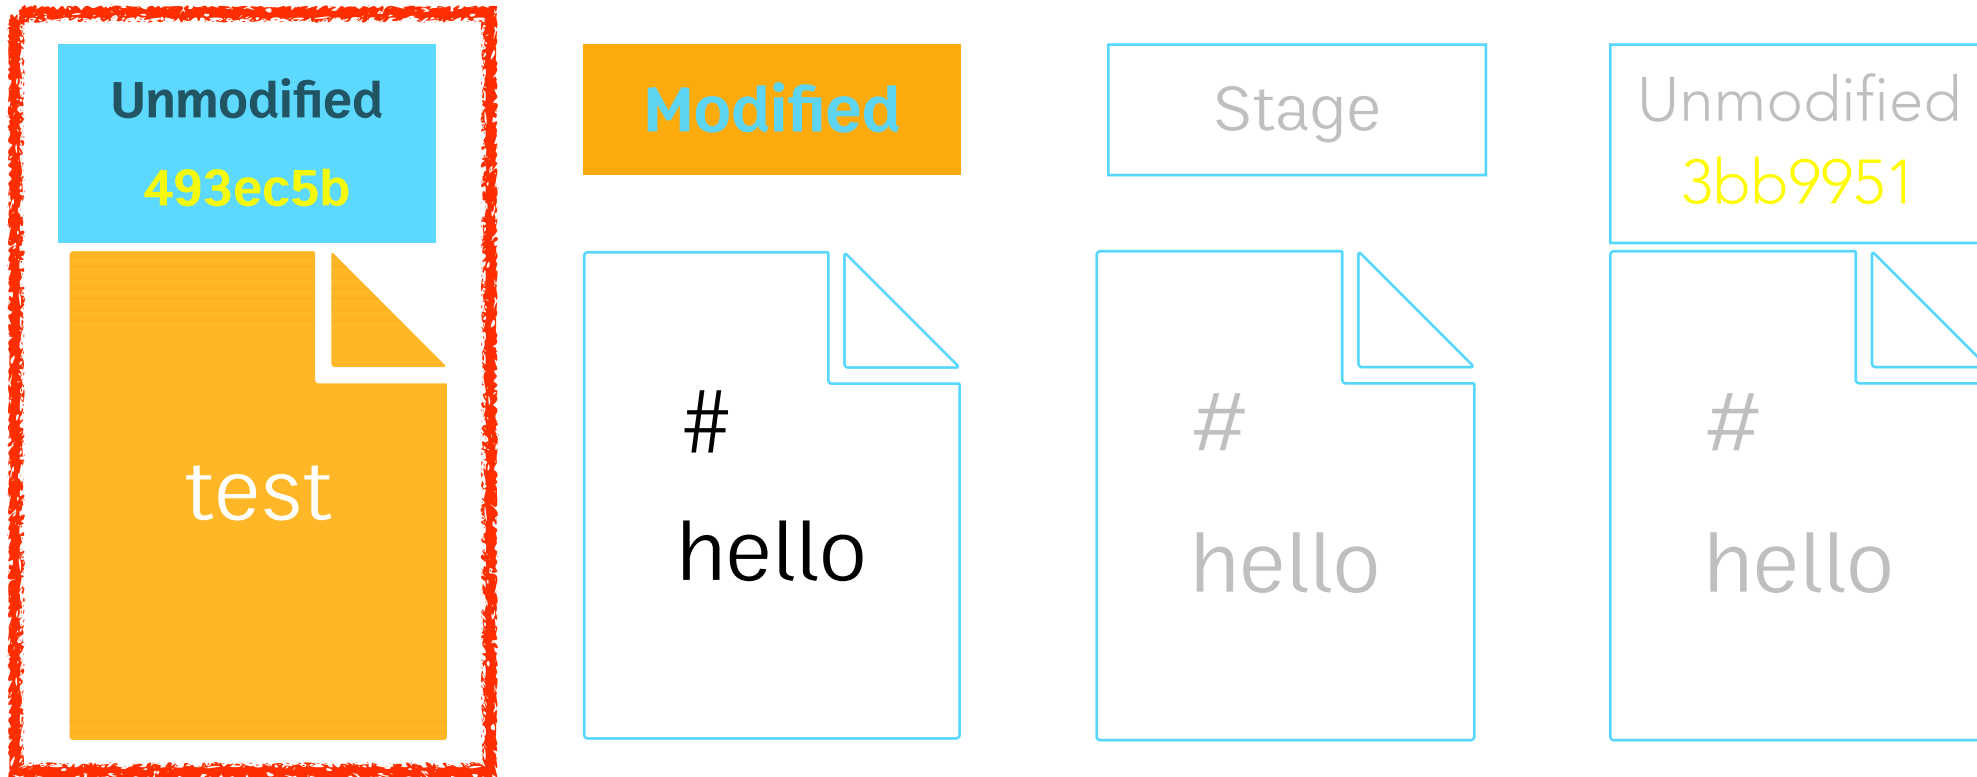 Unmodified
493ec5b
test
Modified
#
hello
Stage
#
hello
Unmodified
3bb9951
#
hello